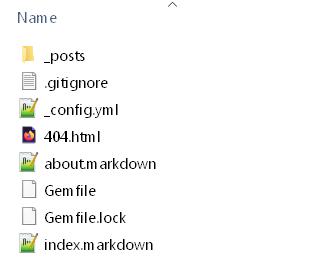 Name
_posts
.gitignore
_config.yml
404.html
about.markdown
Gemfile
Gemfile.lock
index.markdown